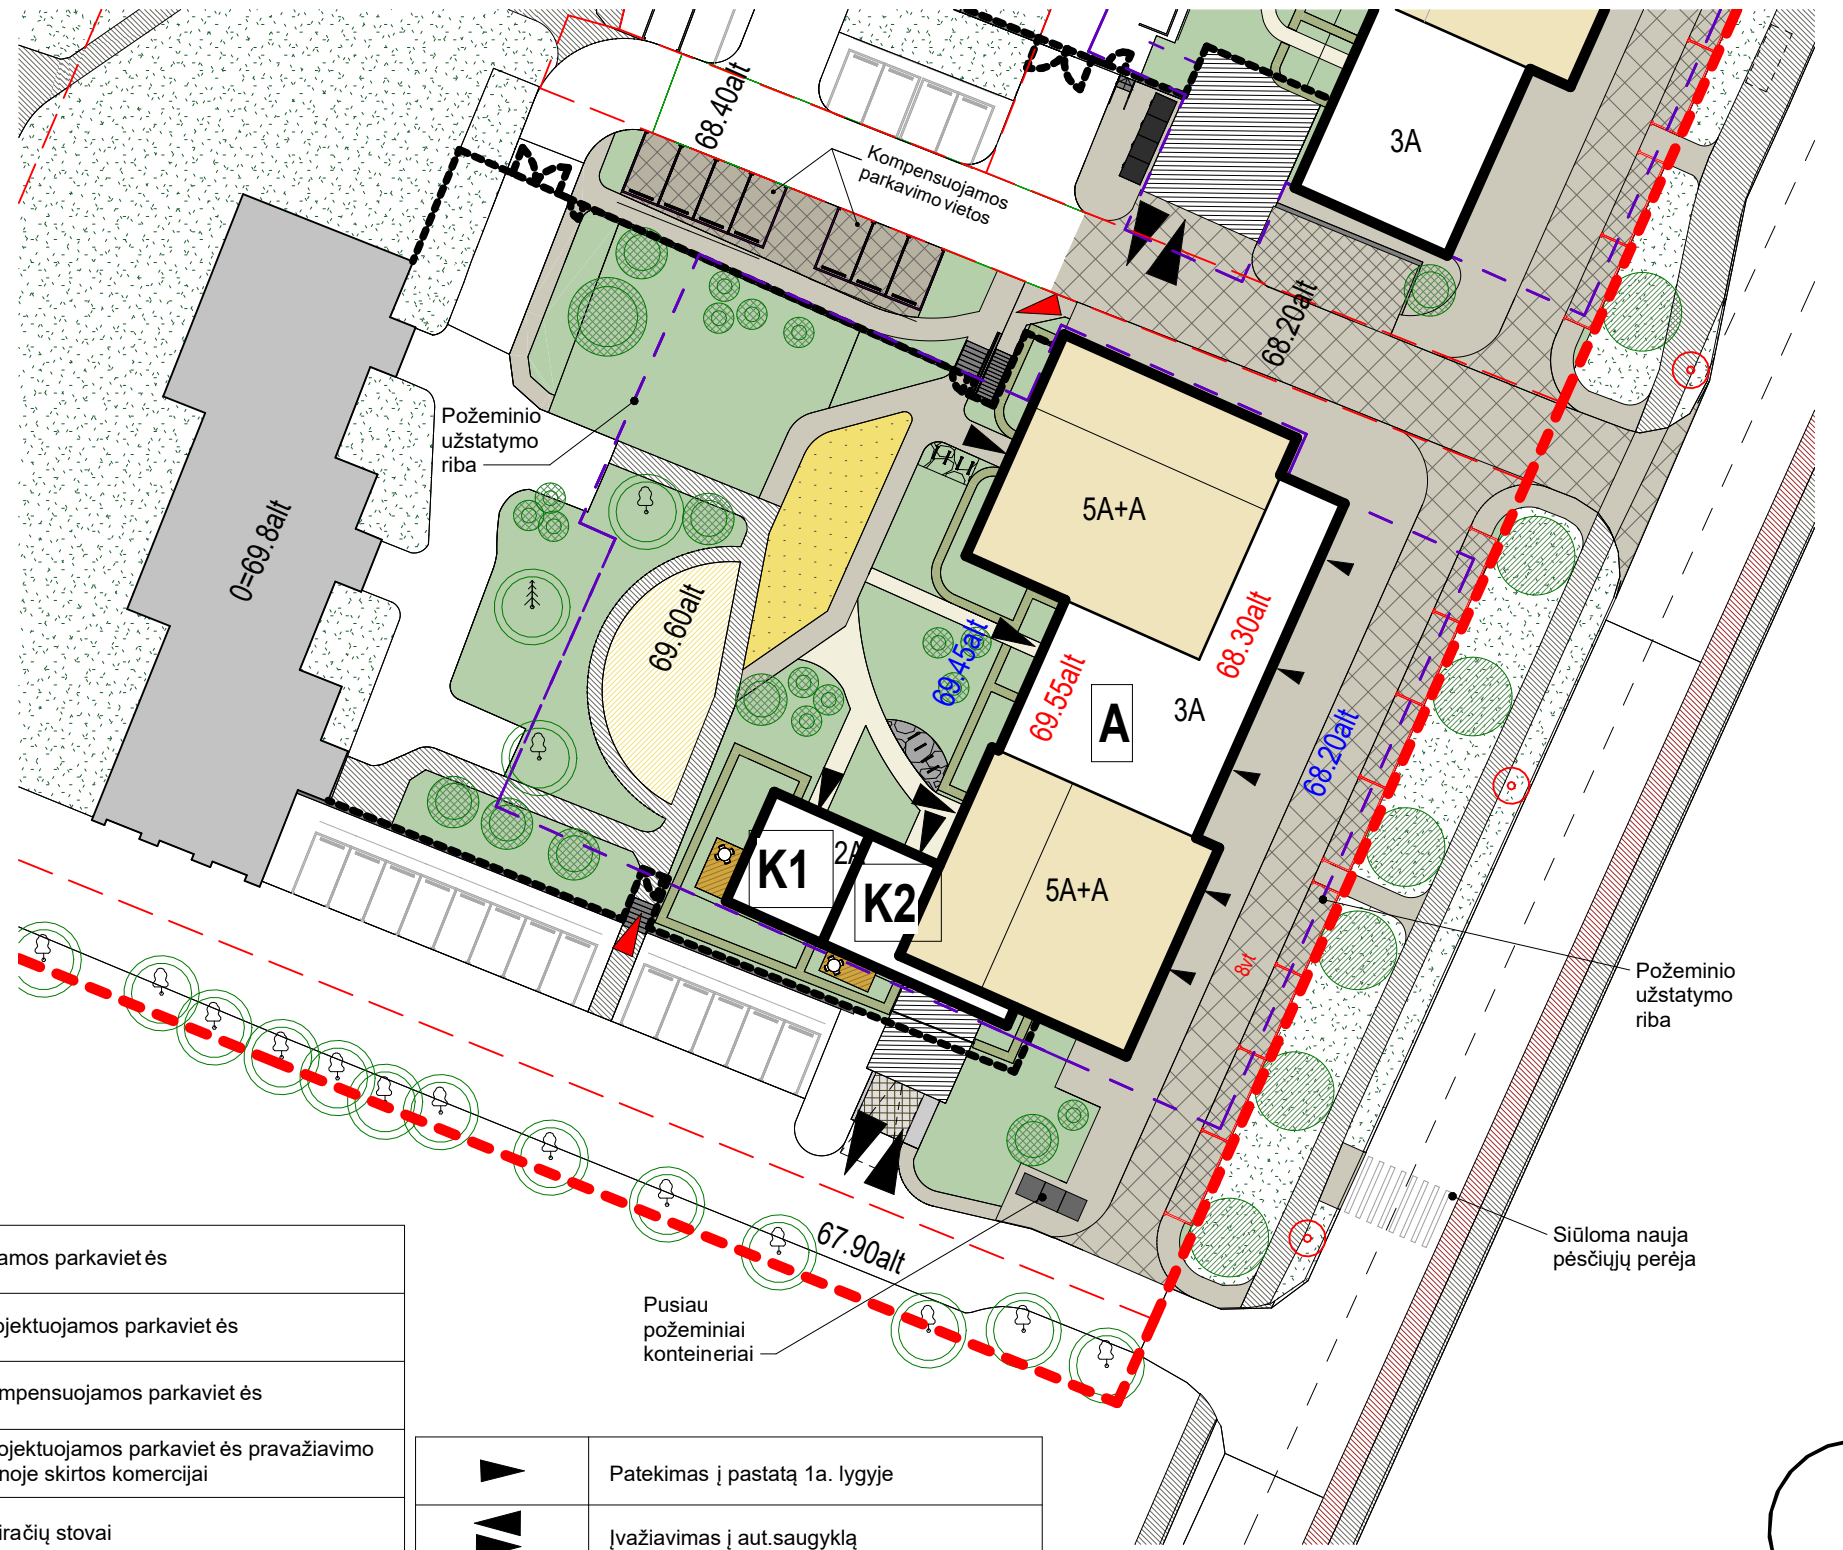 68.40alt
Kompensuojamos
parkavimo vietos
3A
68.20alt
Požeminio
užstatymo
riba
5A+A
0=69.8alt
69.60alt
69.45alt
68.30alt
69.55alt
A
3A
68.20alt
K1
2A
K2
5A+A
8vt
Požeminio
užstatymo
riba
67.90alt
Siūloma nauja
pėsčiųjų perėja
Pusiau
požeminiai
konteineriai
amos parkavietės
ojektuojamos parkavietės
mpensuojamos parkavietės
ojektuojamos parkavietės pravažiavimo
noje skirtos komercijai
iračių stovai
Patekimas į pastatą 1a. lygyje
Įvažiavimas į aut.saugyklą